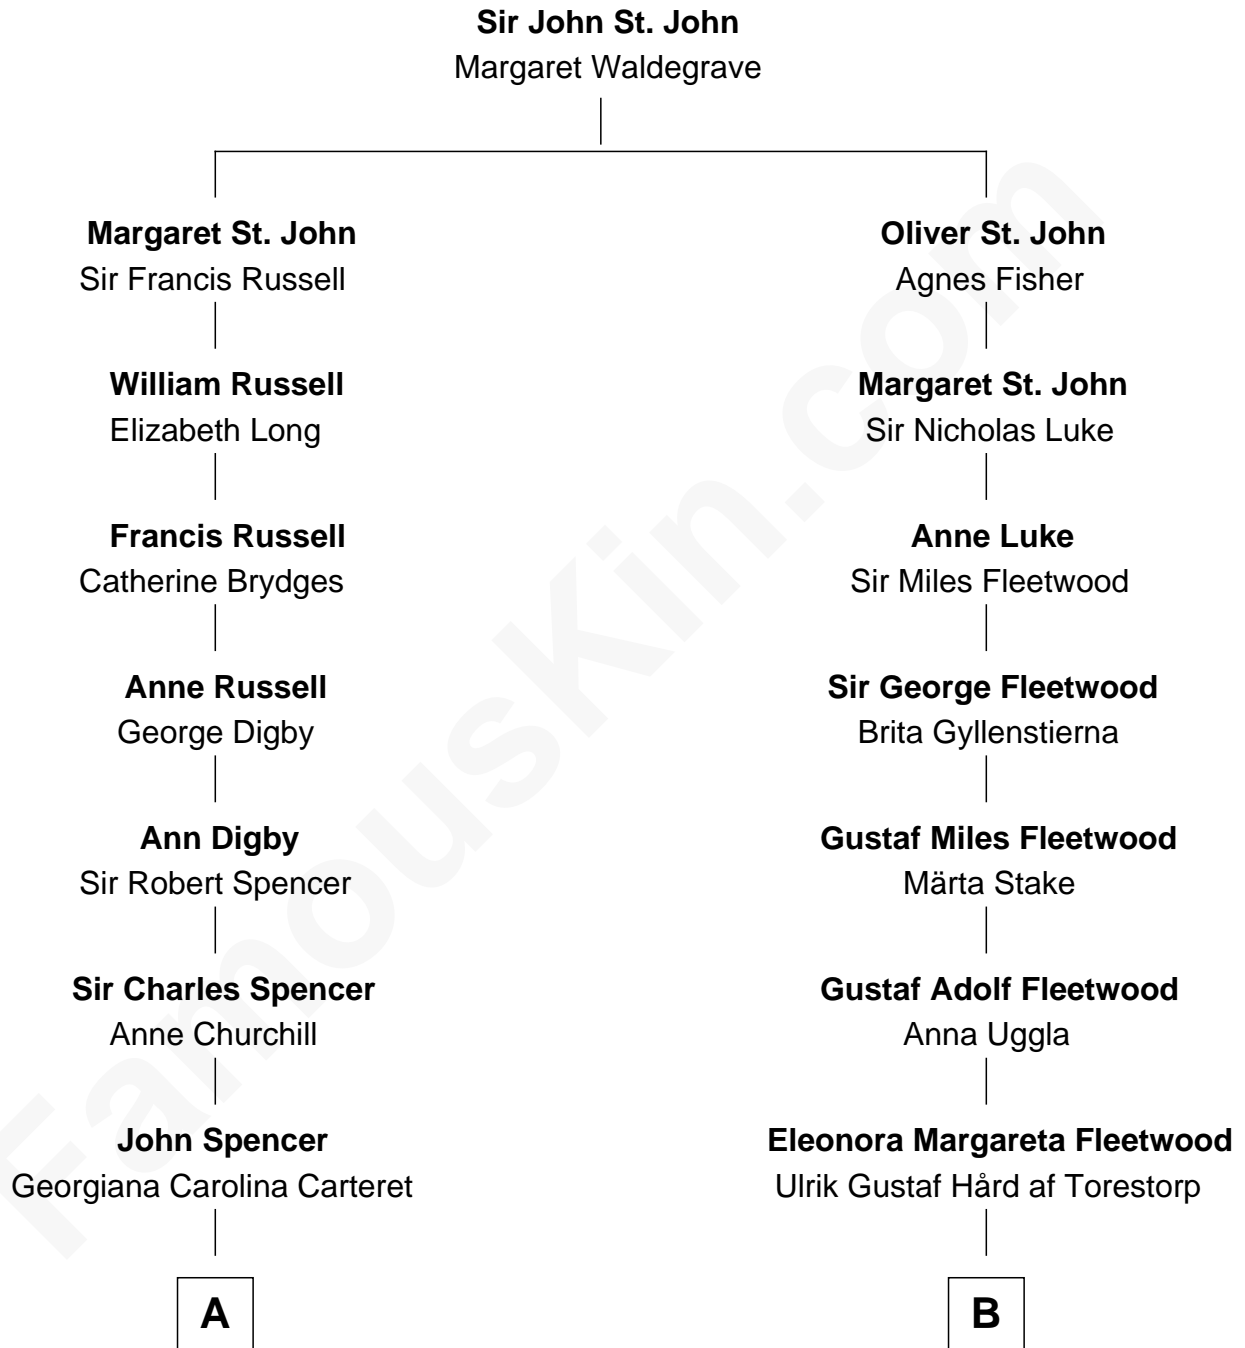 Sir John St. John
Margaret Waldegrave
Margaret St. John
Sir Francis Russell
William Russell
Elizabeth Long
Francis Russell
Catherine Brydges
Anne Russell
George Digby
Ann Digby
Sir Robert Spencer
Sir Charles Spencer
Anne Churchill
John Spencer
Georgiana Carolina Carteret
A
Oliver St. John
Agnes Fisher
Margaret St. John
Sir Nicholas Luke
Anne Luke
Sir Miles Fleetwood
Sir George Fleetwood
Brita Gyllenstierna
Gustaf Miles Fleetwood
Märta Stake
Gustaf Adolf Fleetwood
Anna Uggla
Eleonora Margareta Fleetwood
Ulrik Gustaf Hård af Torestorp
B
FamousKin.com